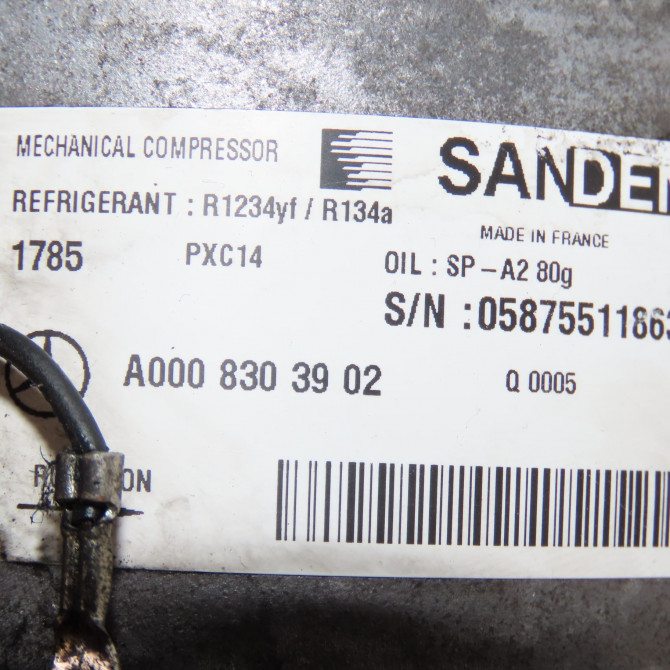 MECHANICAL COMPRESSOR
SANDEN
REFRIGERANT : R1234yf / R134a
MADE IN FRANCE
1785 PXC14
OIL : SP-A2 80g
S/N :0587551186
A000 830 39 02
Q 0005